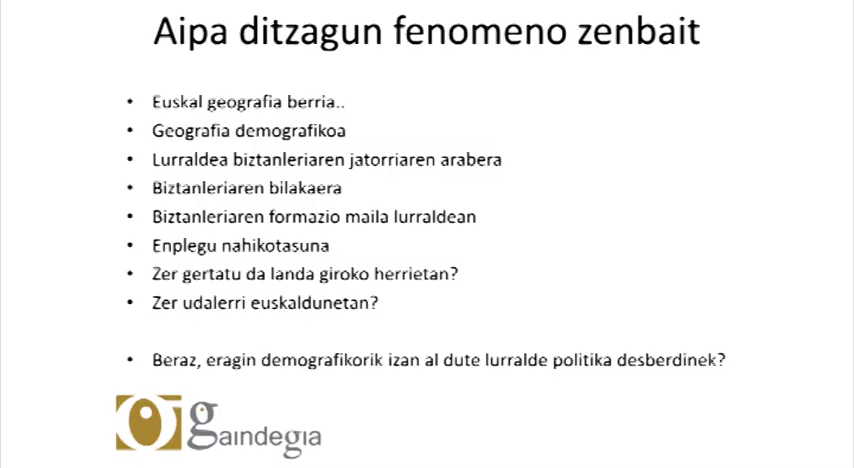 Aipa ditzagun fenomeno zenbait
• Euskal geografia berria..
• Geografia demografikoa
• Lurraldea biztanleriaren jatorriaren arabera
• Biztanleriaren bilakaera
• Biztanleriaren formazio maila lurraldean
• Enplegu nahikotasuna
• Zer gertatu da landa giroko herrietan?
• Zer udalerri euskaldunetan?
• Beraz, eragin demografikorik izan al dute lurralde politika desberdinek?
gaindegia